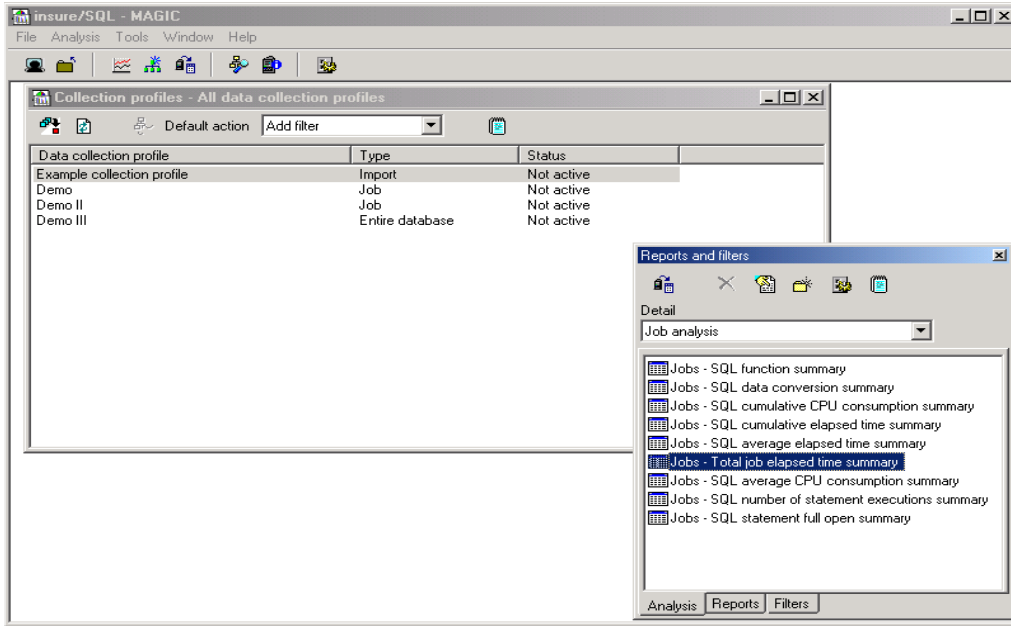 insure/SQL - MAGIC
File Analysis Tools Window Help
Collection profiles - All data collection profiles
Default action Add filter
Data collection profile Type Status
Example collection profile Import Not active
Demo Job Not active
Demo II Job Not active
Demo III Entire database Not active
Reports and filters
Detail
Job analysis
Jobs - SQL function summary
Jobs - SQL data conversion summary
Jobs - SQL cumulative CPU consumption summary
Jobs - SQL cumulative elapsed time summary
Jobs - SQL average elapsed time summary
Jobs - Total job elapsed time summary
Jobs - SQL average CPU consumption summary
Jobs - SQL number of statement executions summary
Jobs - SQL statement full open summary
Analysis Reports Filters